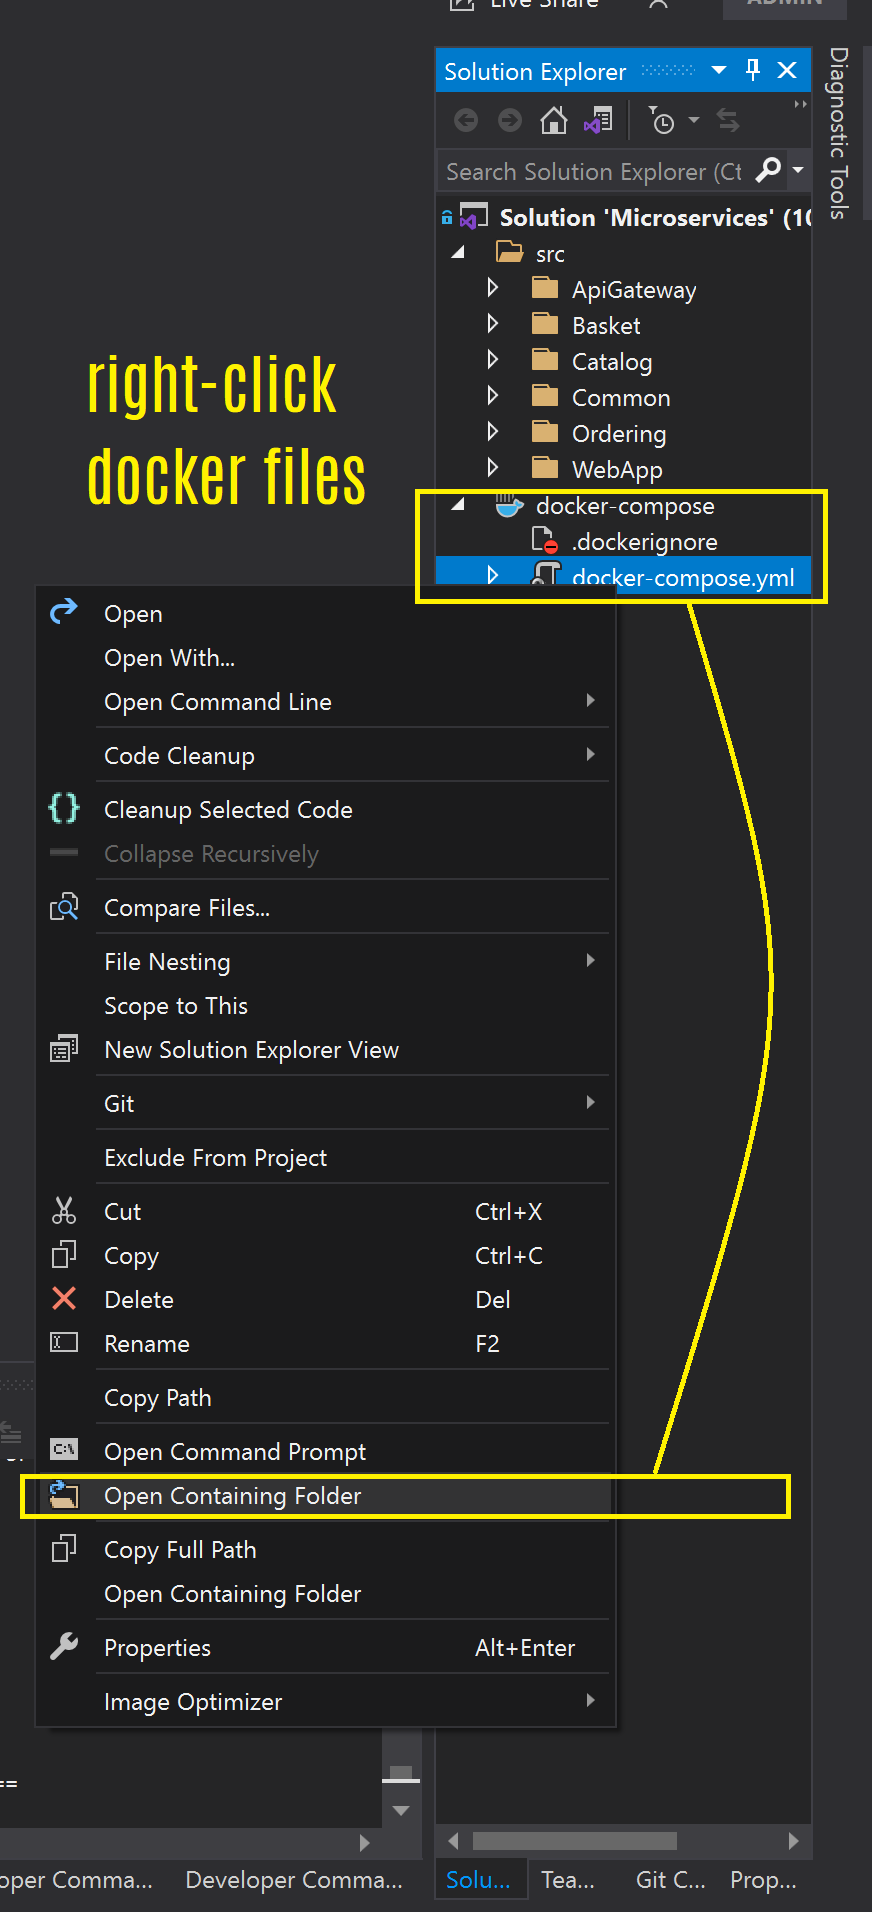 Live Share
ADMIN
Solution Explorer
Diagnostic Tools
Search Solution Explorer (Ct
Solution 'Microservices' (10
src
ApiGateway
Basket
Catalog
Common
Ordering
WebApp
right-click
docker files
docker-compose
.dockerignore
docker-compose.yml
Open
Open With...
Open Command Line
Code Cleanup
Cleanup Selected Code
Collapse Recursively
Compare Files...
File Nesting
Scope to This
New Solution Explorer View
Git
Exclude From Project
Cut Ctrl+X
Copy Ctrl+C
Delete Del
Rename F2
Copy Path
C:\ Open Command Prompt
Open Containing Folder
Copy Full Path
Open Containing Folder
Properties Alt+Enter
Image Optimizer
==
oper Comma... Developer Comma... Solu... Tea... Git C... Prop...